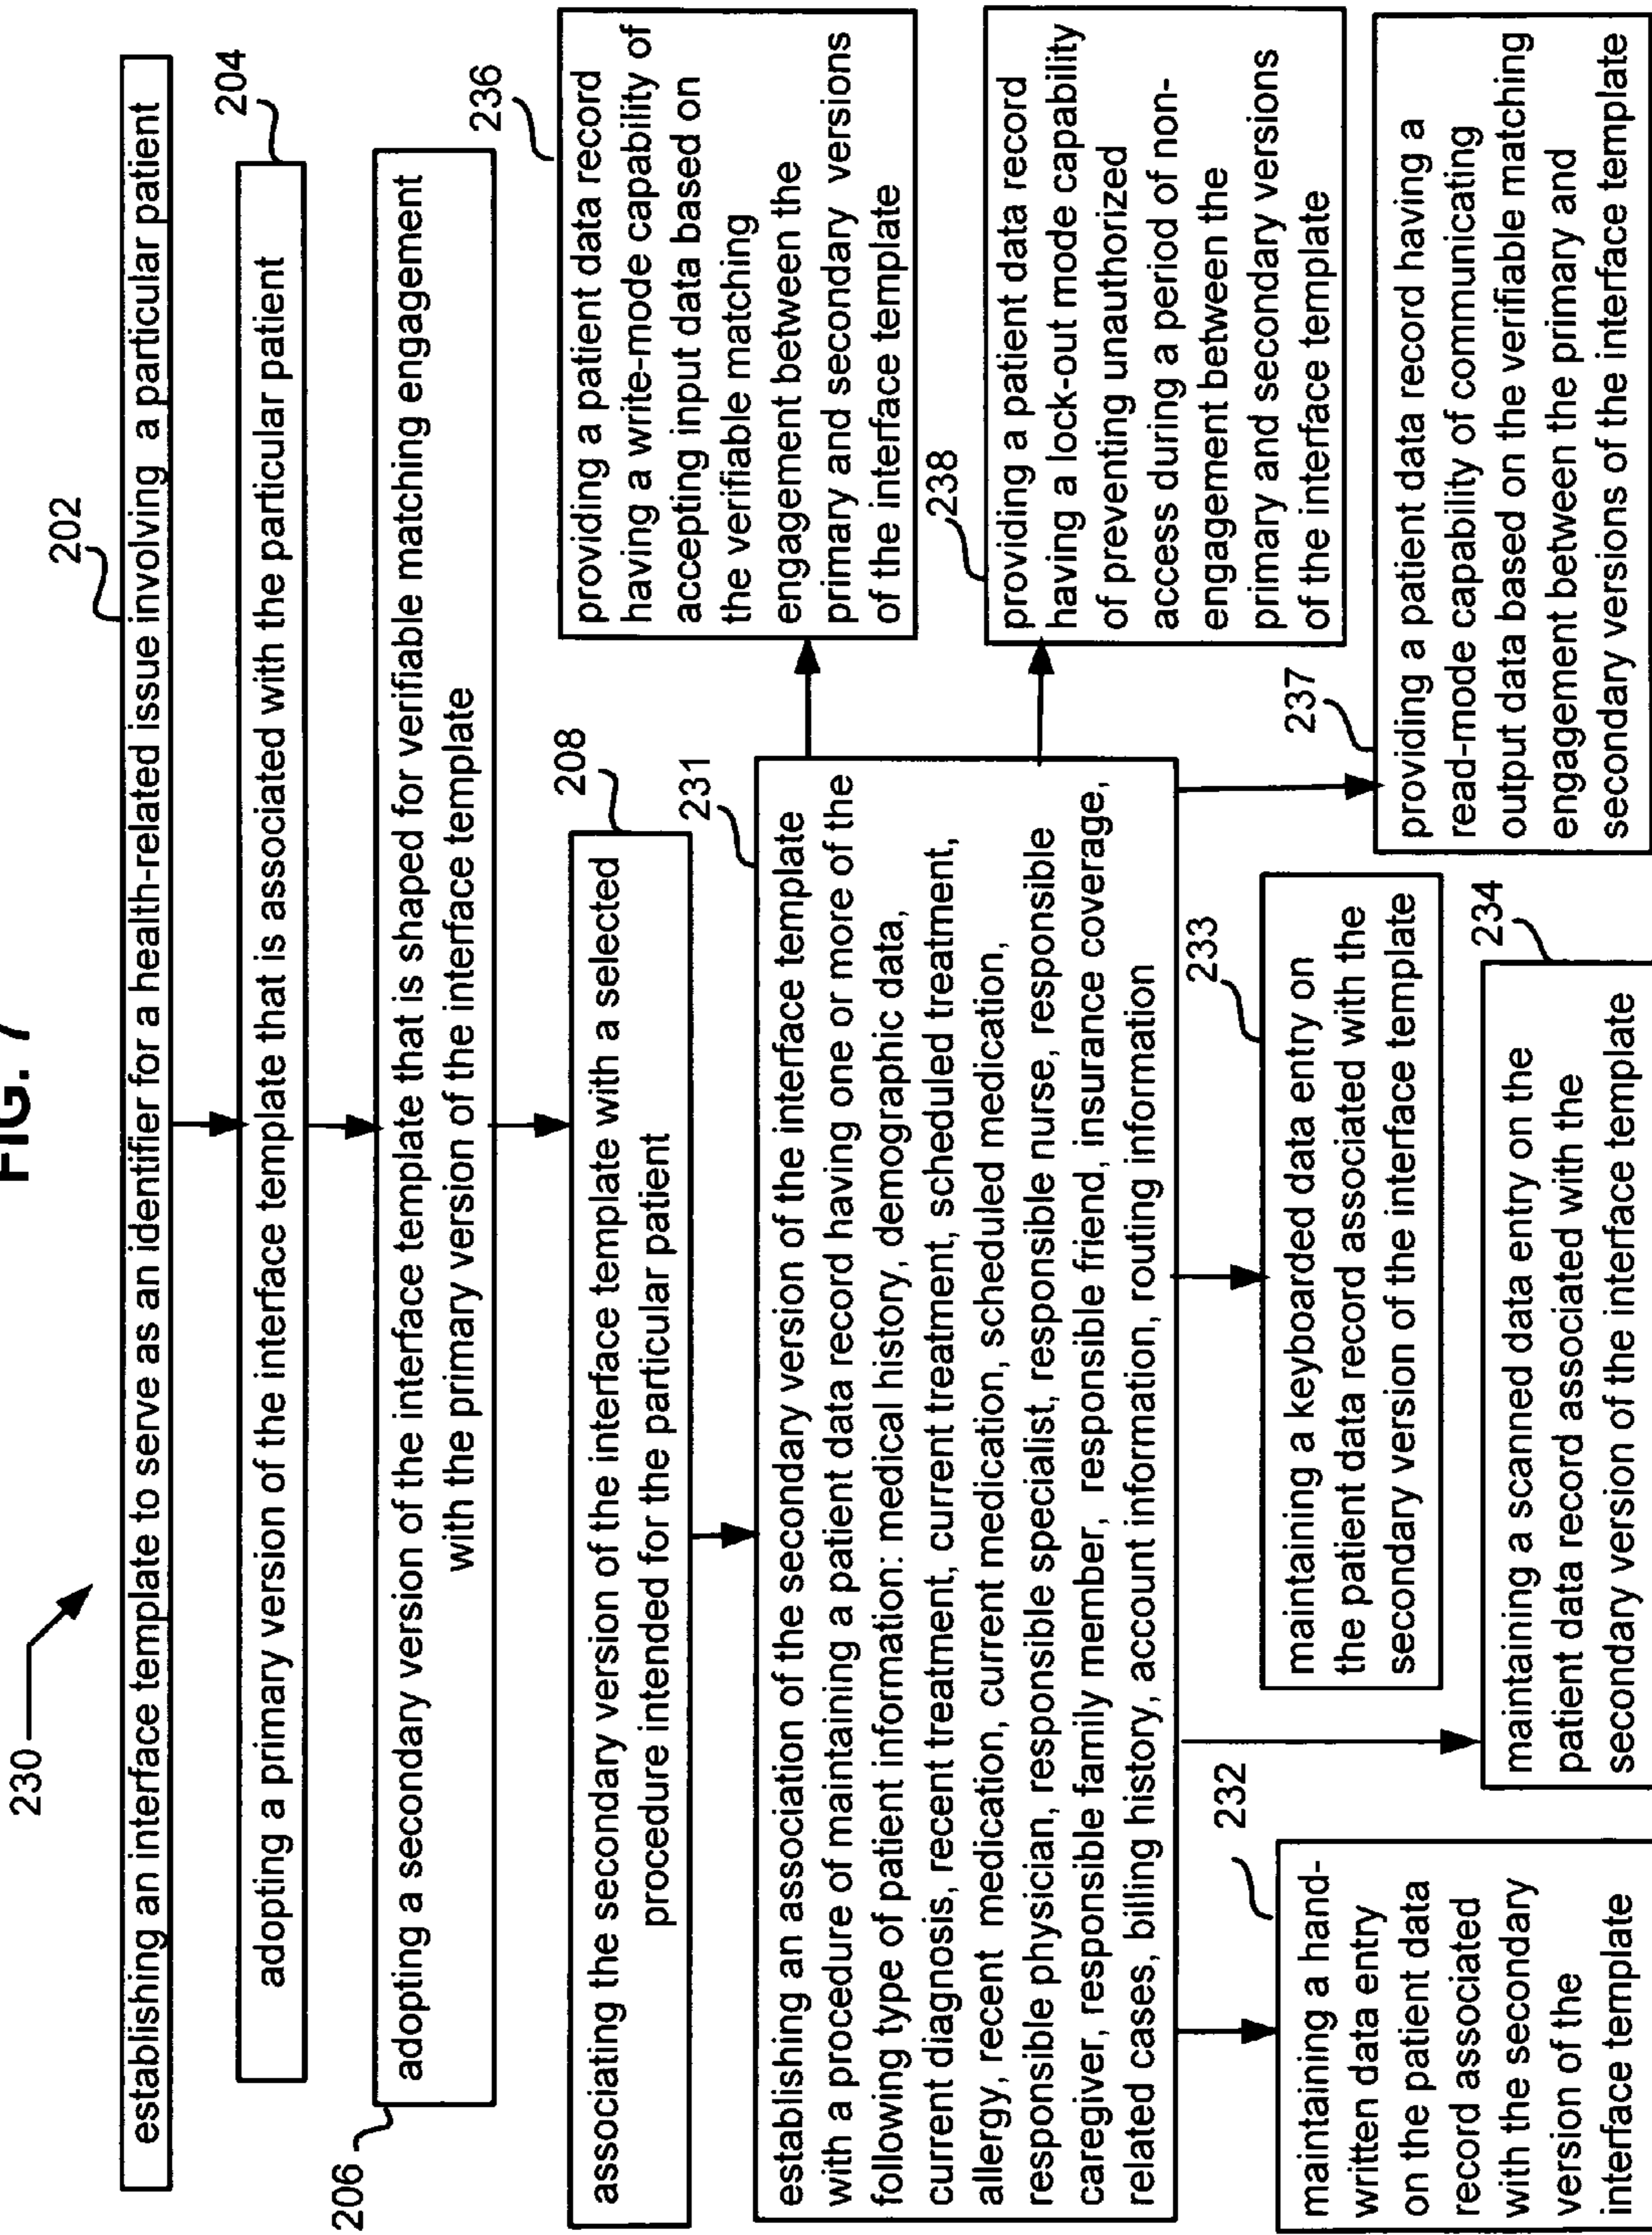 FIG. 7
230
202
establishing an interface template to serve as an identifier for a health-related issue involving a particular patient
204
adopting a primary version of the interface template that is associated with the particular patient
206
adopting a secondary version of the interface template that is shaped for verifiable matching engagement
with the primary version of the interface template
208
associating the secondary version of the interface template with a selected
procedure intended for the particular patient
231
establishing an association of the secondary version of the interface template
with a procedure of maintaining a patient data record having one or more of the
following type of patient information: medical history, demographic data,
current diagnosis, recent treatment, current treatment, scheduled treatment,
allergy, recent medication, current medication, scheduled medication,
responsible physician, responsible specialist, responsible nurse, responsible
caregiver, responsible family member, responsible friend, insurance coverage,
related cases, billing history, account information, routing information
236
providing a patient data record
having a write-mode capability of
accepting input data based on
the verifiable matching
engagement between the
primary and secondary versions
of the interface template
238
providing a patient data record
having a lock-out mode capability
of preventing unauthorized
access during a period of non-
engagement between the
primary and secondary versions
of the interface template
237
providing a patient data record having a
read-mode capability of communicating
output data based on the verifiable matching
engagement between the primary and
secondary versions of the interface template
232
maintaining a hand-
written data entry
on the patient data
record associated
with the secondary
version of the
interface template
233
maintaining a keyboarded data entry on
the patient data record associated with the
secondary version of the interface template
234
maintaining a scanned data entry on the
patient data record associated with the
secondary version of the interface template